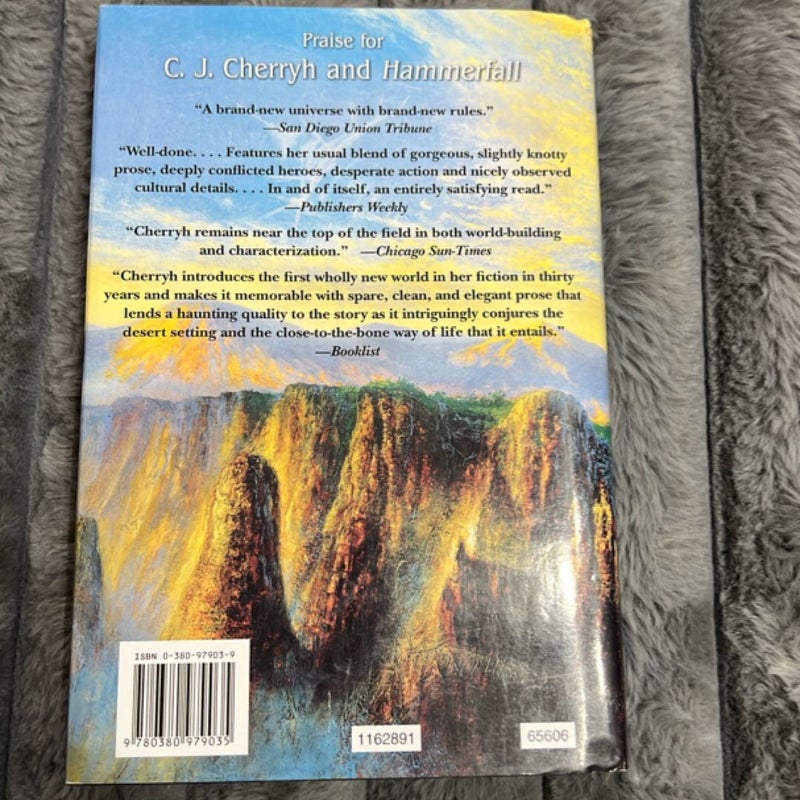 Praise for
C. J. Cherryh and Hammerfall
“A brand-new universe with brand-new rules.”
—San Diego Union Tribune
“Well-done. . . . Features her usual blend of gorgeous, slightly knotty
prose, deeply conflicted heroes, desperate action and nicely observed
cultural details. . . . In and of itself, an entirely satisfying read.”
—Publishers Weekly
“Cherryh remains near the top of the field in both world-building
and characterization.” —Chicago Sun-Times
“Cherryh introduces the first wholly new world in her fiction in thirty
years and makes it memorable with spare, clean, and elegant prose that
lends a haunting quality to the story as it intriguingly conjures the
desert setting and the close-to-the-bone way of life that it entails.”
—Booklist
ISBN 0-380-97903-9
9 780380 979035
1162891
65606